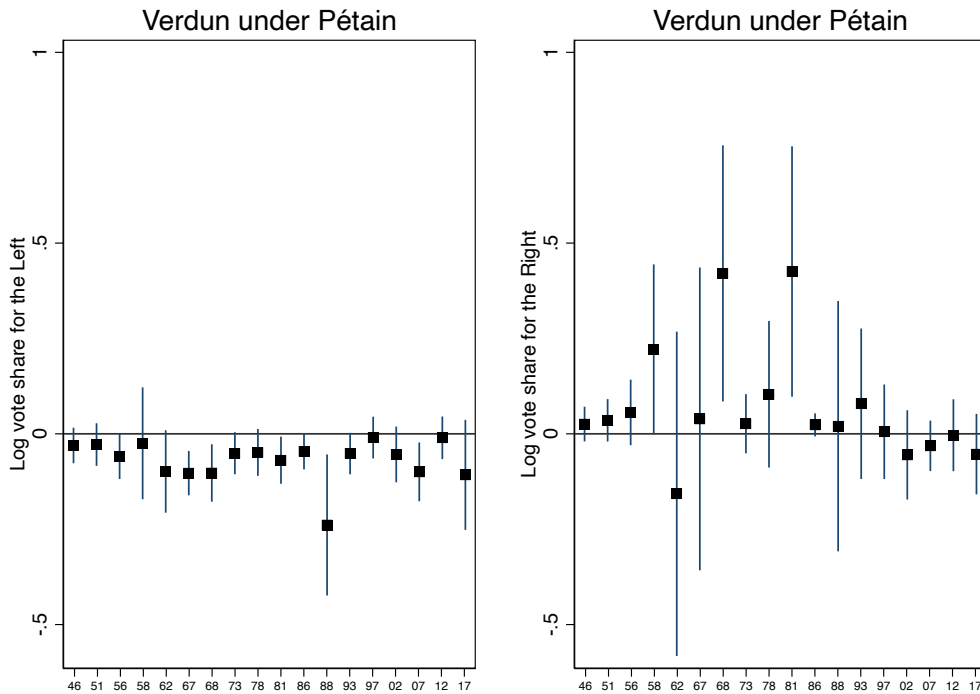 Verdun under Pétain
Log vote share for the Left
1
.5
0
-.5
46 51 56 58 62 67 68 73 78 81 86 88 93 97 02 07 12 17
Verdun under Pétain
Log vote share for the Right
1
.5
0
-.5
46 51 56 58 62 67 68 73 78 81 86 88 93 97 02 07 12 17